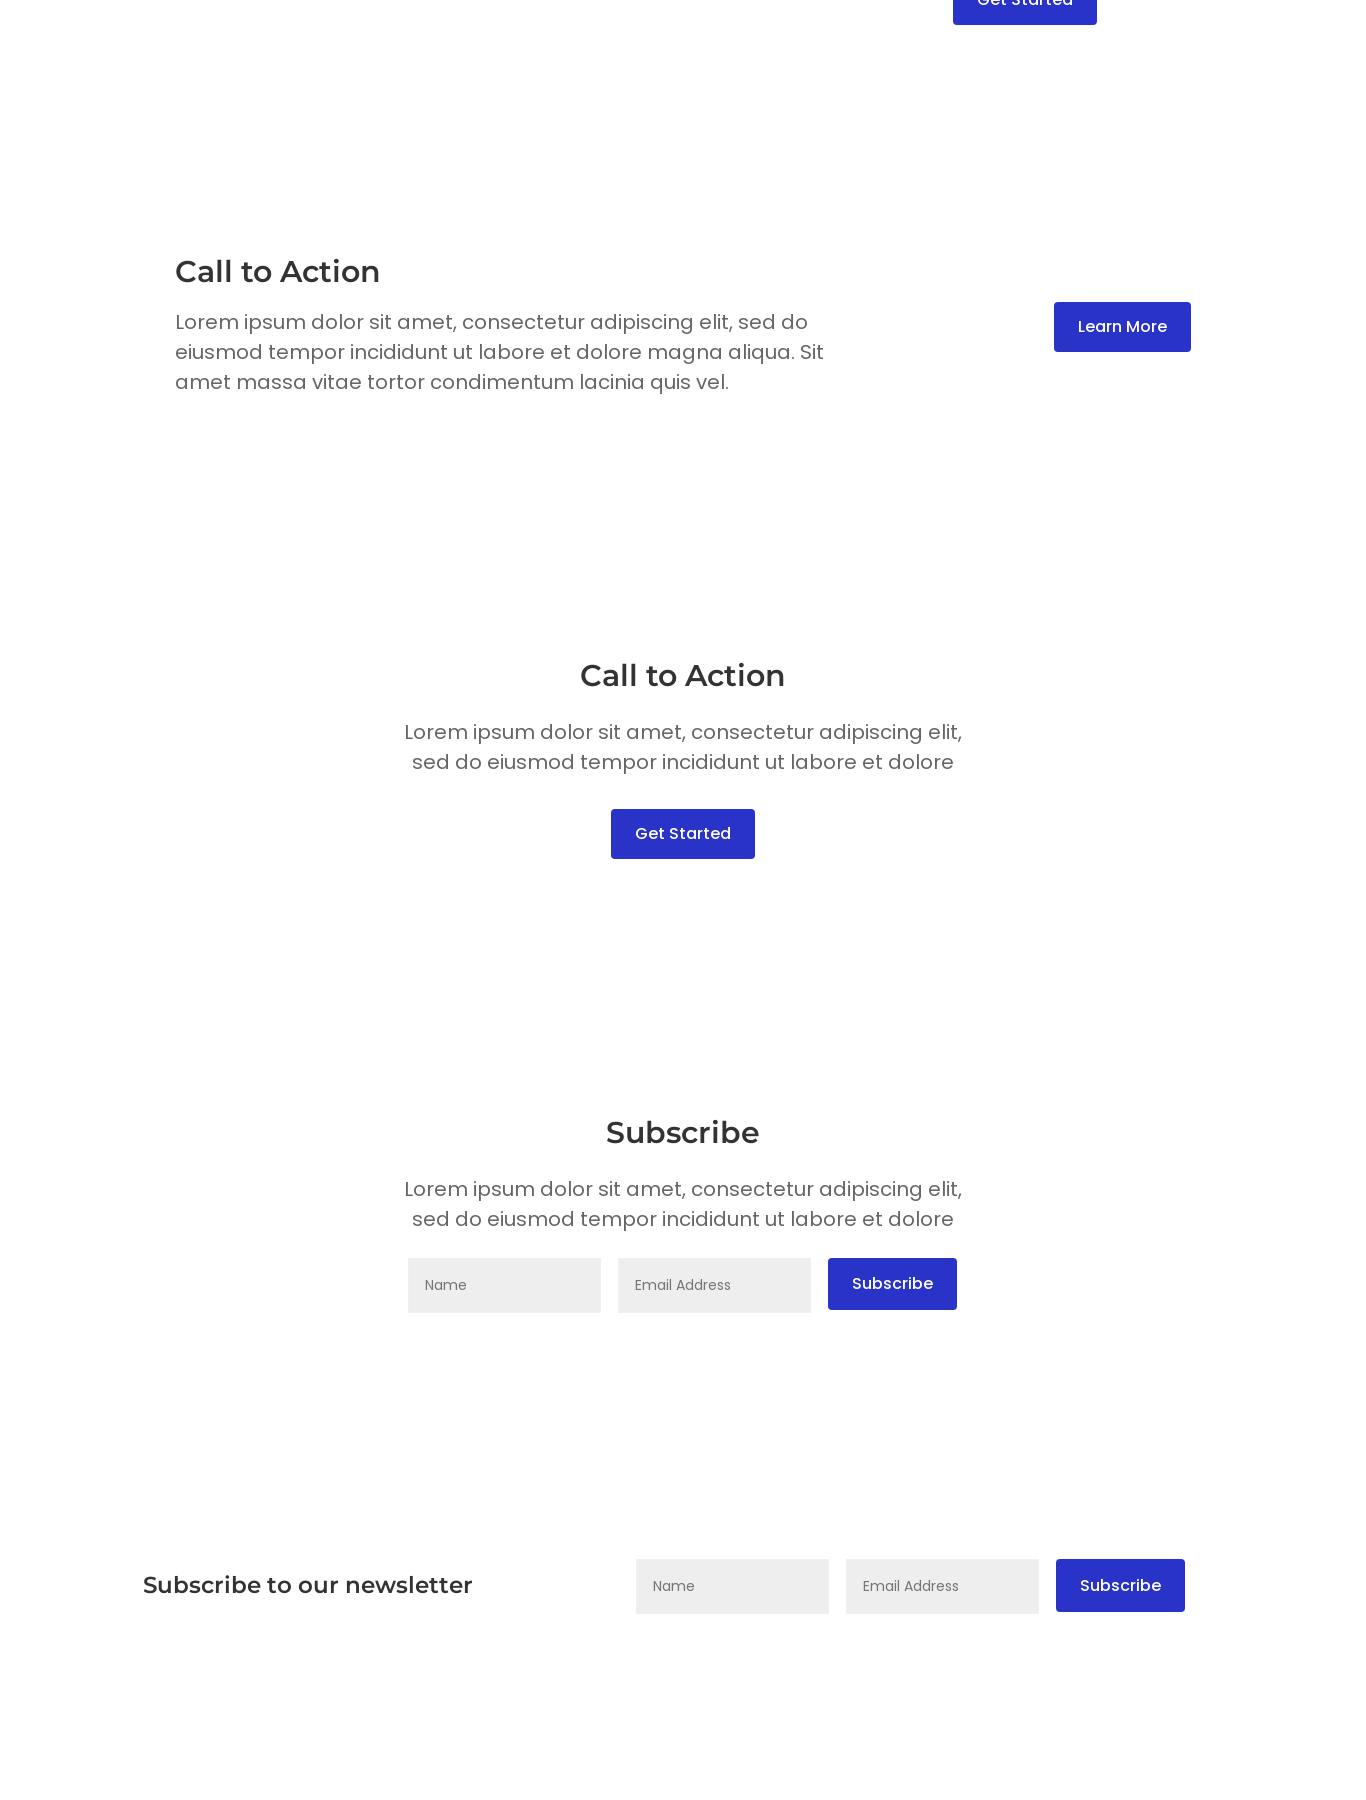 Get Started
Call to Action
Lorem ipsum dolor sit amet, consectetur adipiscing elit, sed do
eiusmod tempor incididunt ut labore et dolore magna aliqua. Sit
amet massa vitae tortor condimentum lacinia quis vel.
Learn More
Call to Action
Lorem ipsum dolor sit amet, consectetur adipiscing elit,
sed do eiusmod tempor incididunt ut labore et dolore
Get Started
Subscribe
Lorem ipsum dolor sit amet, consectetur adipiscing elit,
sed do eiusmod tempor incididunt ut labore et dolore
Name
Email Address
Subscribe
Subscribe to our newsletter
Name
Email Address
Subscribe